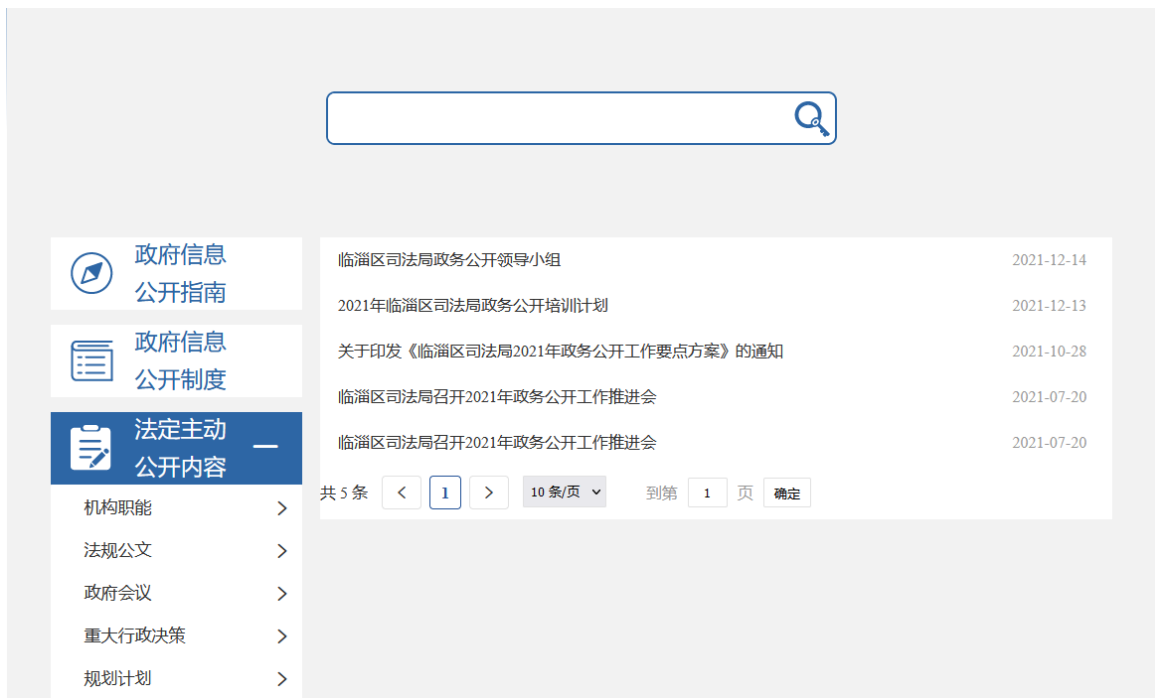 政府信息
公开指南
政府信息
公开制度
法定主动
公开内容
机构职能
法规公文
政府会议
重大行政决策
规划计划
临淄区司法局政务公开领导小组 2021-12-14
2021年临淄区司法局政务公开培训计划 2021-12-13
关于印发《临淄区司法局2021年政务公开工作要点方案》的通知 2021-10-28
临淄区司法局召开2021年政务公开工作推进会 2021-07-20
临淄区司法局召开2021年政务公开工作推进会 2021-07-20
共 5 条 < 1 > 10 条/页 到第 1 页 确定